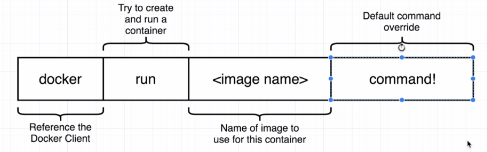 Try to create
and run a
container
Default command
override
docker
run
<image name>
command!
Reference the
Docker Client
Name of image to
use for this container